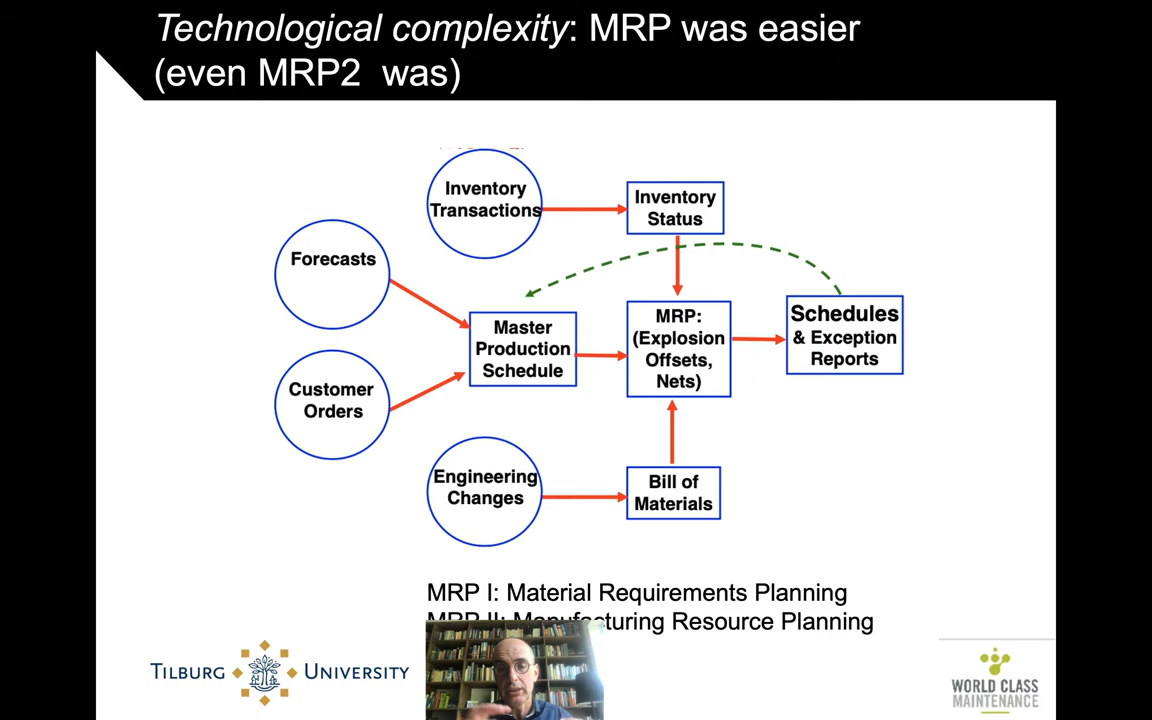 Technological complexity: MRP was easier
(even MRP2 was)
Inventory
Transactions
Inventory
Status
Forecasts
Master
Production
Schedule
MRP:
(Explosion
Offsets,
Nets)
Schedules
& Exception
Reports
Customer
Orders
Engineering
Changes
Bill of
Materials
MRP I: Material Requirements Planning
MRP II: Manufacturing Resource Planning
TILBURG UNIVERSITY
WORLD CLASS
MAINTENANCE